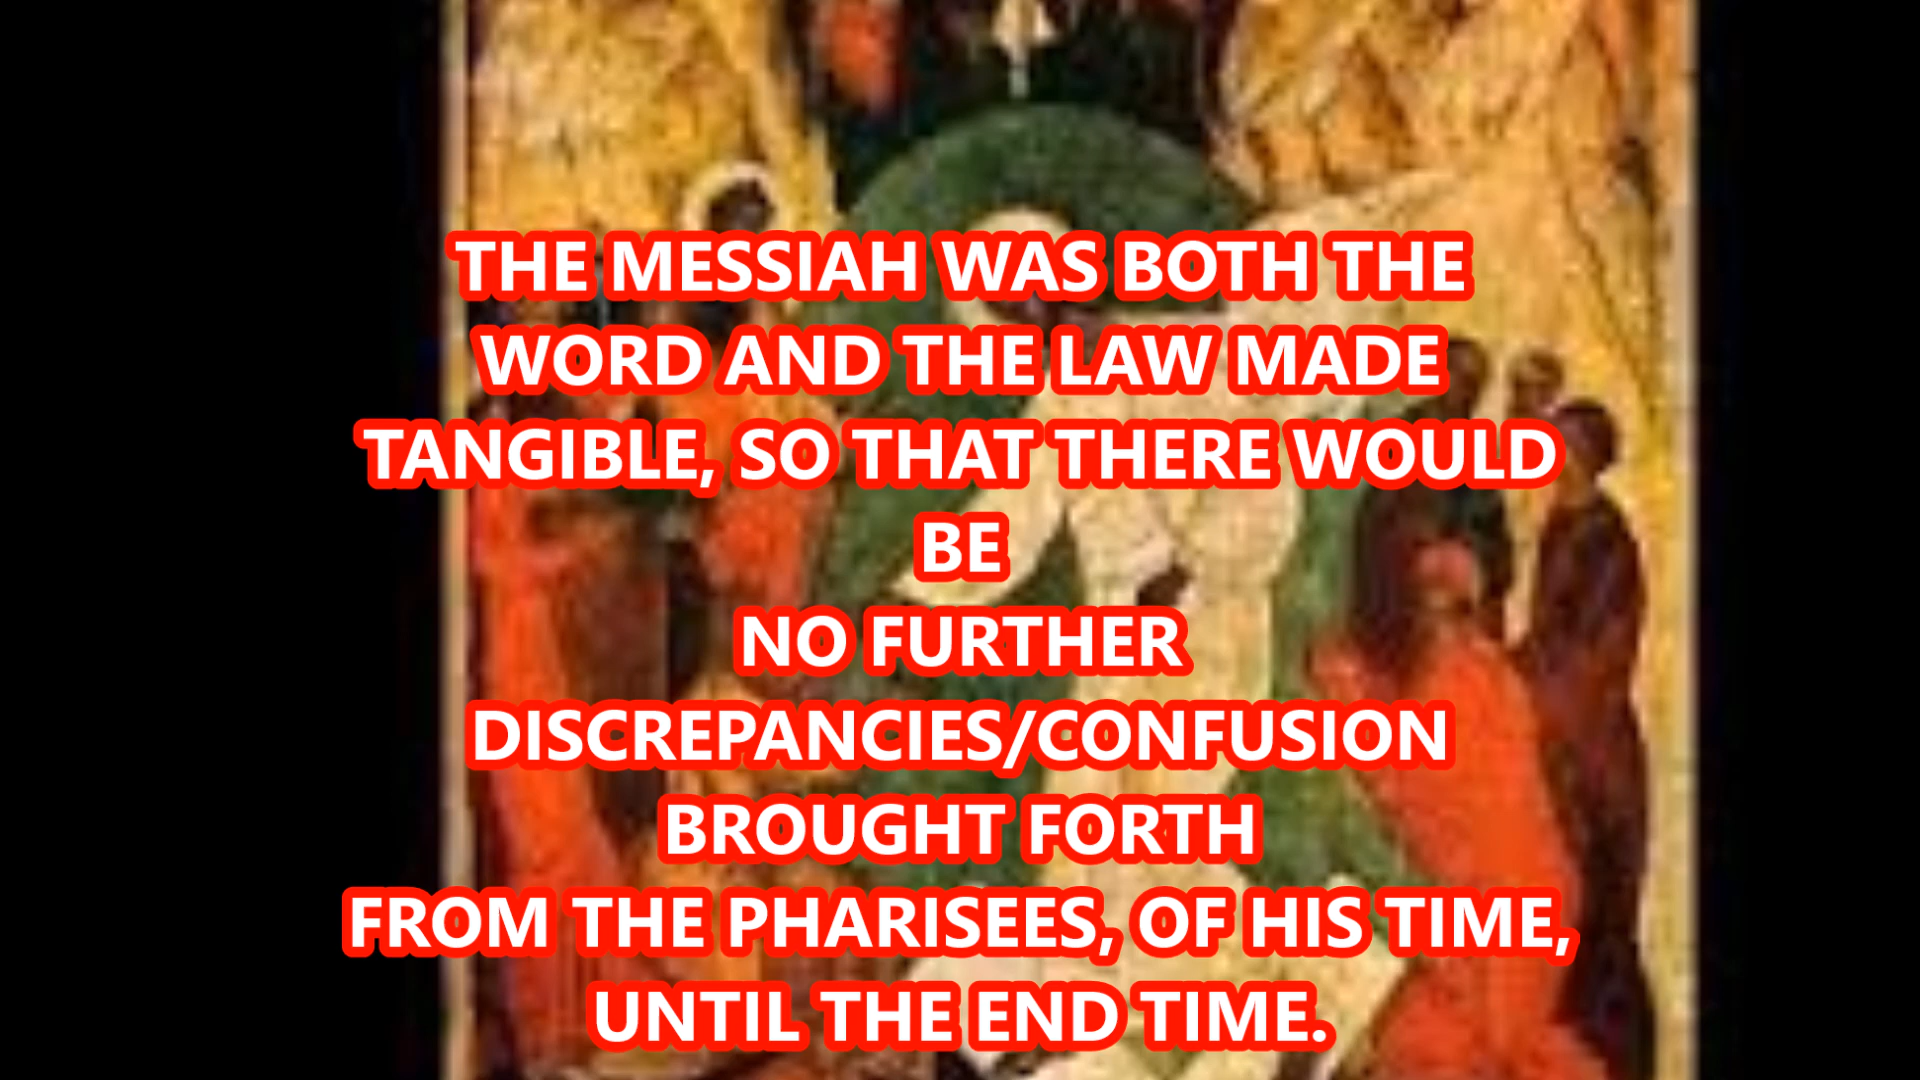 THE MESSIAH WAS BOTH THE
WORD AND THE LAW MADE
TANGIBLE, SO THAT THERE WOULD
BE
NO FURTHER
DISCREPANCIES/CONFUSION
BROUGHT FORTH
FROM THE PHARISEES, OF HIS TIME,
UNTIL THE END TIME.